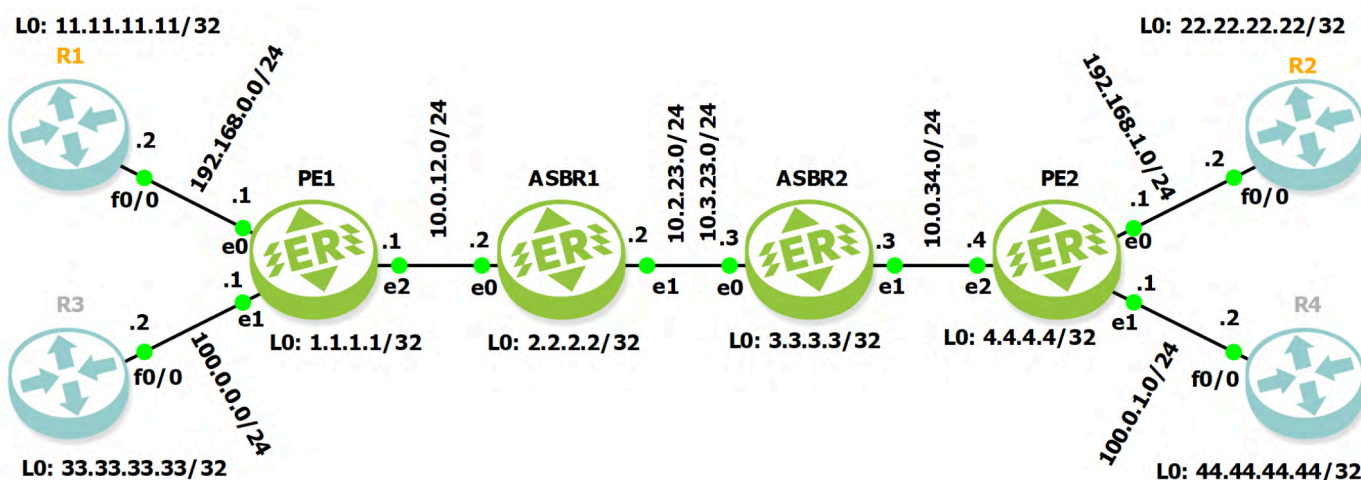 L0: 11.11.11.11/32
R1
192.168.0.0/24
.2
f0/0
.1
e0
PE1
10.0.12.0/24
ASBR1
10.2.23.0/24
10.3.23.0/24
ASBR2
10.0.34.0/24
PE2
L0: 22.22.22.22/32
R2
192.168.1.0/24
.2
f0/0
.1
e0
ER
.1
e2
.2
e0
ER
.2
e1
.3
e0
ER
.3
e1
.4
e2
ER
L0: 1.1.1.1/32
L0: 2.2.2.2/32
L0: 3.3.3.3/32
L0: 4.4.4.4/32
R3
.2
f0/0
.1
e1
100.0.0.0/24
L0: 33.33.33.33/32
.1
e1
R4
.2
f0/0
100.0.1.0/24
L0: 44.44.44.44/32